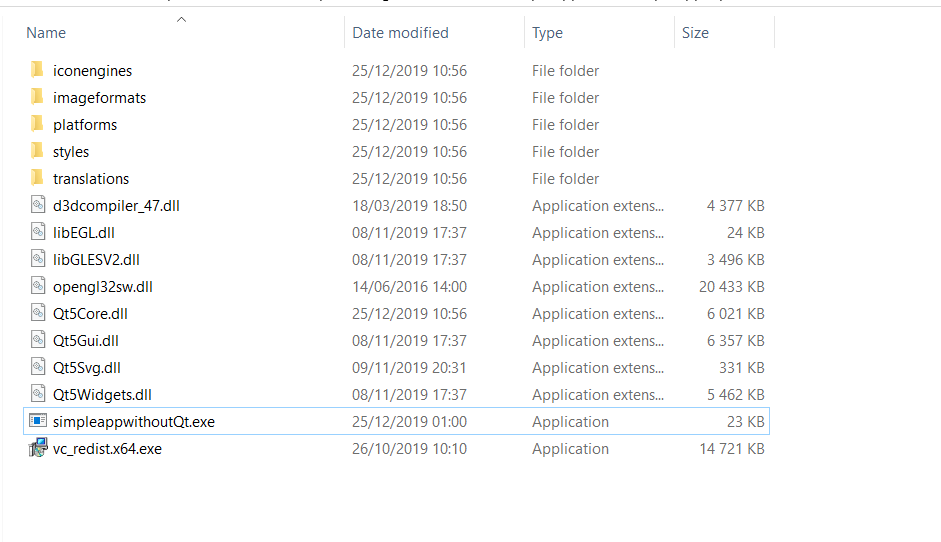 Name Date modified Type Size
iconengines 25/12/2019 10:56 File folder
imageformats 25/12/2019 10:56 File folder
platforms 25/12/2019 10:56 File folder
styles 25/12/2019 10:56 File folder
translations 25/12/2019 10:56 File folder
d3dcompiler_47.dll 18/03/2019 18:50 Application extens... 4 377 KB
libEGL.dll 08/11/2019 17:37 Application extens... 24 KB
libGLESV2.dll 08/11/2019 17:37 Application extens... 3 496 KB
opengl32sw.dll 14/06/2016 14:00 Application extens... 20 433 KB
Qt5Core.dll 25/12/2019 10:56 Application extens... 6 021 KB
Qt5Gui.dll 08/11/2019 17:37 Application extens... 6 357 KB
Qt5Svg.dll 09/11/2019 20:31 Application extens... 331 KB
Qt5Widgets.dll 08/11/2019 17:37 Application extens... 5 462 KB
simpleappwithoutQt.exe 25/12/2019 01:00 Application 23 KB
vc_redist.x64.exe 26/10/2019 10:10 Application 14 721 KB